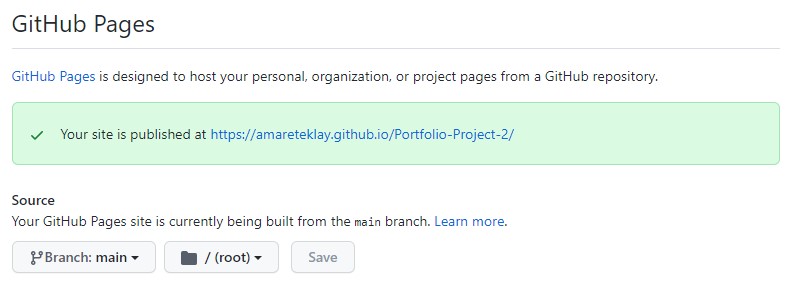 GitHub Pages
GitHub Pages is designed to host your personal, organization, or project pages from a GitHub repository.
Your site is published at https://amareteklay.github.io/Portfolio-Project-2/
Source
Your GitHub Pages site is currently being built from the main branch. Learn more.
Branch: main / (root) Save